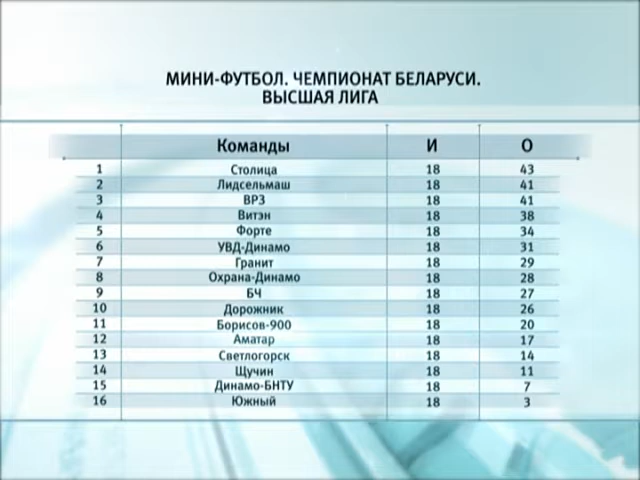 МИНИ-ФУТБОЛ. ЧЕМПИОНАТ БЕЛАРУСИ.
ВЫСШАЯ ЛИГА
Команды И О
1 Столица 18 43
2 Лидсельмаш 18 41
3 ВРЗ 18 41
4 Витэн 18 38
5 Форте 18 34
6 УВД-Динамо 18 31
7 Гранит 18 29
8 Охрана-Динамо 18 28
9 БЧ 18 27
10 Дорожник 18 26
11 Борисов-900 18 20
12 Аматар 18 17
13 Светлогорск 18 14
14 Щучин 18 11
15 Динамо-БНТУ 18 7
16 Южный 18 3